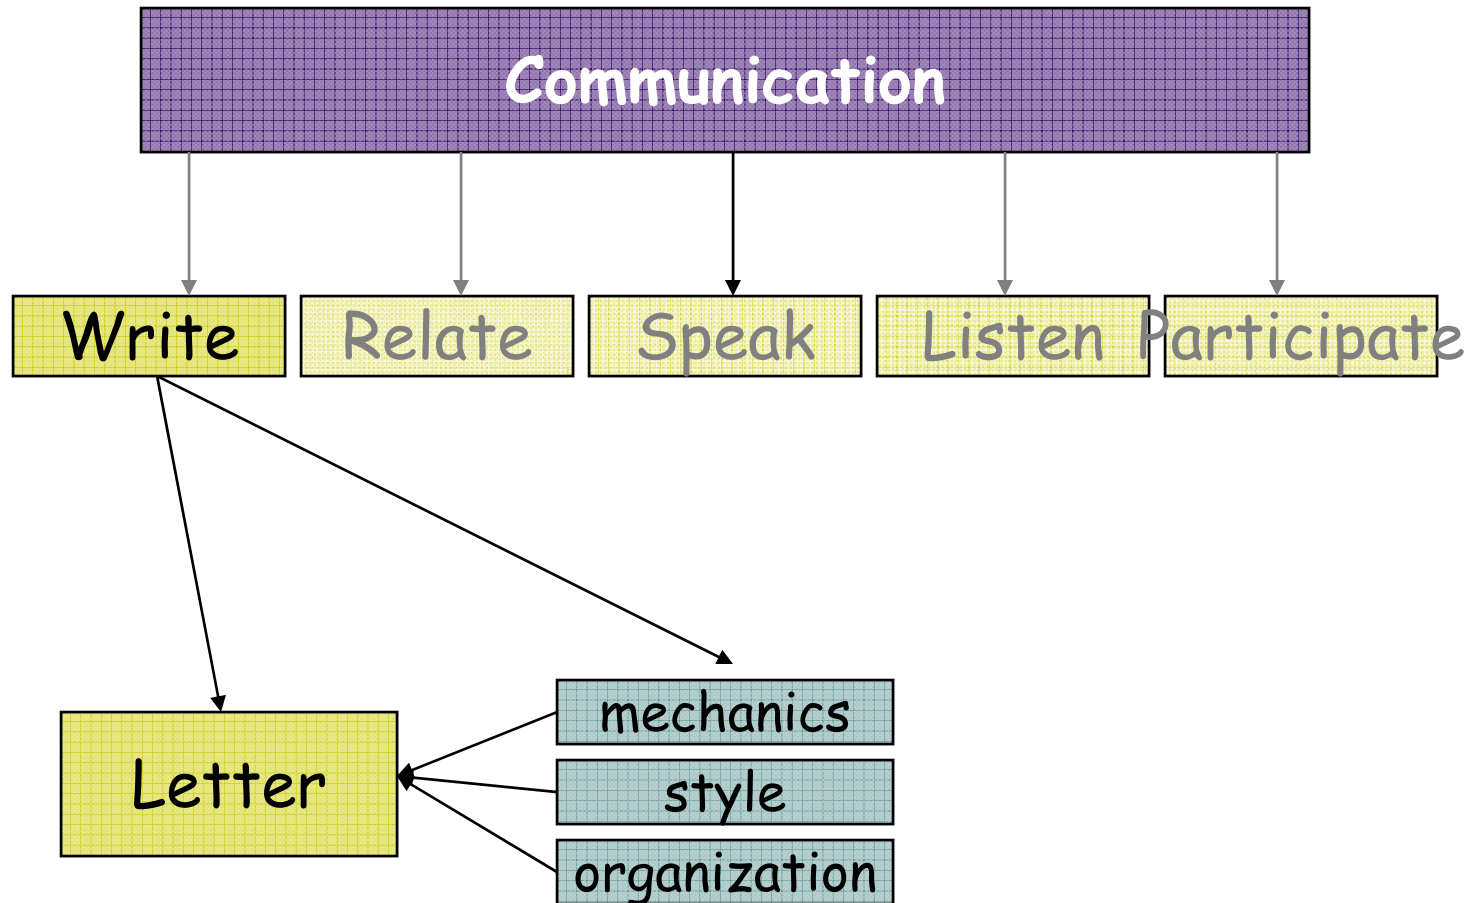 Communication
Write
Relate
Speak
Listen
Participate
Letter
mechanics
style
organization